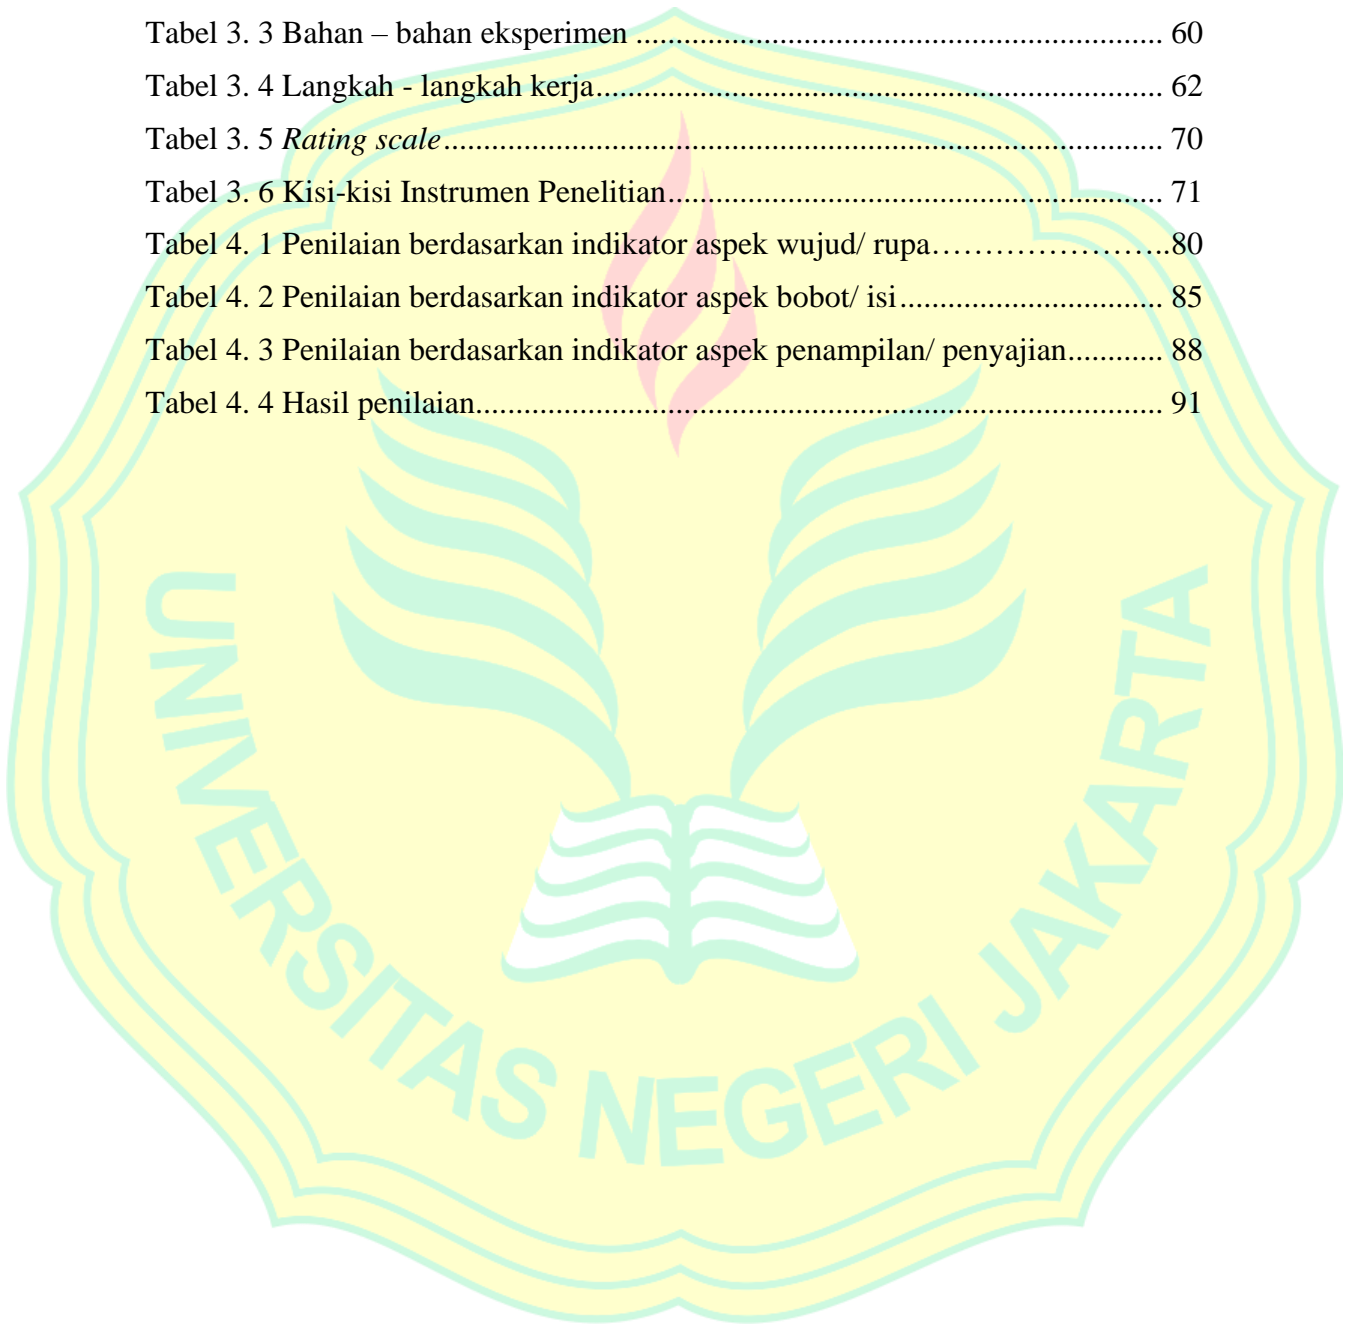 Tabel 3. 3 Bahan – bahan eksperimen ................................................................. 60
Tabel 3. 4 Langkah - langkah kerja...................................................................... 62
Tabel 3. 5 Rating scale......................................................................................... 70
Tabel 3. 6 Kisi-kisi Instrumen Penelitian............................................................. 71
Tabel 4. 1 Penilaian berdasarkan indikator aspek wujud/ rupa…………………..80
Tabel 4. 2 Penilaian berdasarkan indikator aspek bobot/ isi................................ 85
Tabel 4. 3 Penilaian berdasarkan indikator aspek penampilan/ penyajian............ 88
Tabel 4. 4 Hasil penilaian..................................................................................... 91
UNIVERSITAS NEGERI JAKARTA